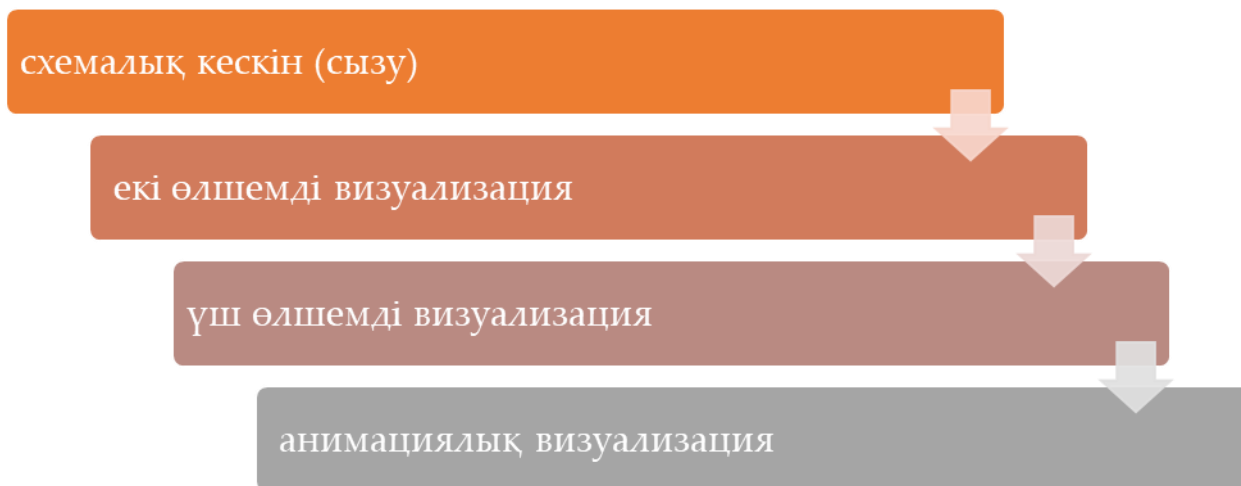 схемалық кескін (сызу)
екі өлшемді визуализация
үш өлшемді визуализация
анимациялық визуализация